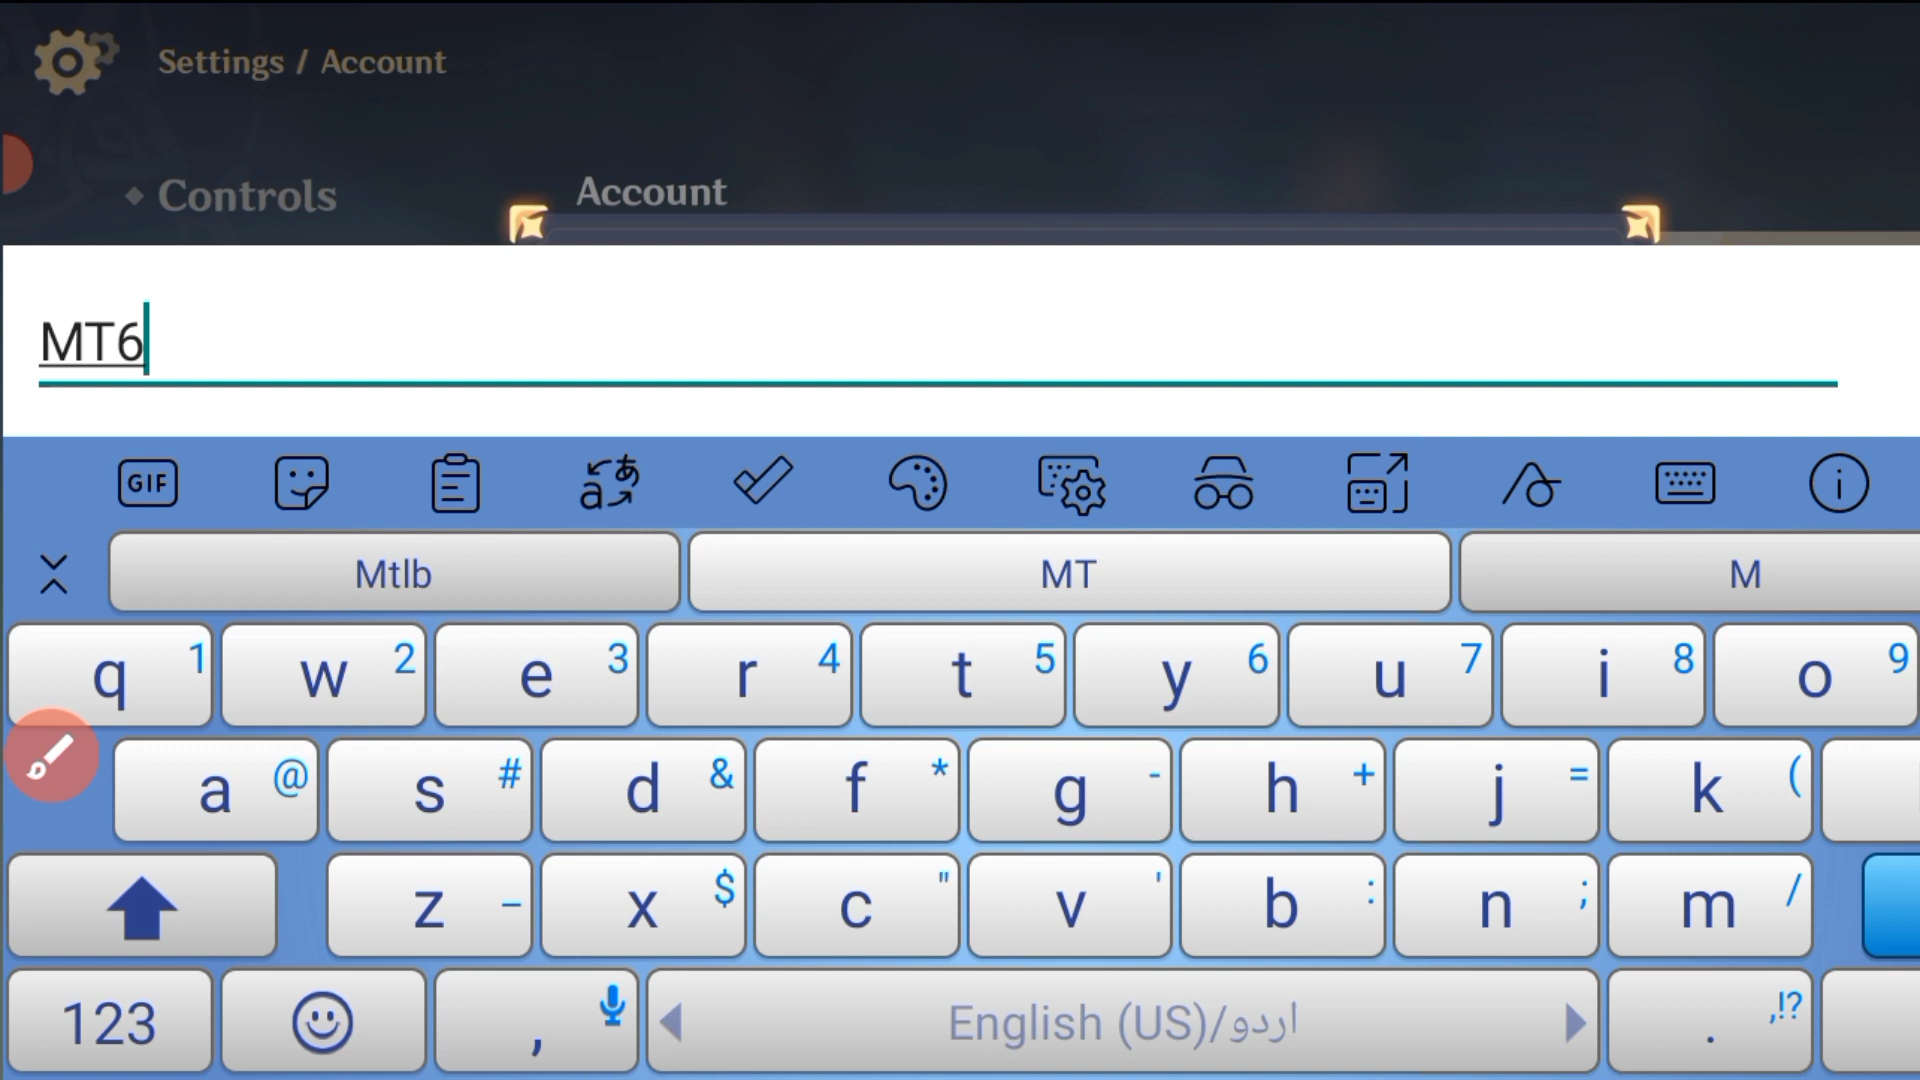 Settings / Account
Controls
Account
MT6
GIF
Mtlb MT M
q 1 w 2 e 3 r 4 t 5 y 6 u 7 i 8 o 9
a @ s # d & f * g - h + j = k (
z _ x $ c " v ' b : n ; m /
123 , English (US)/اردو . ,!?